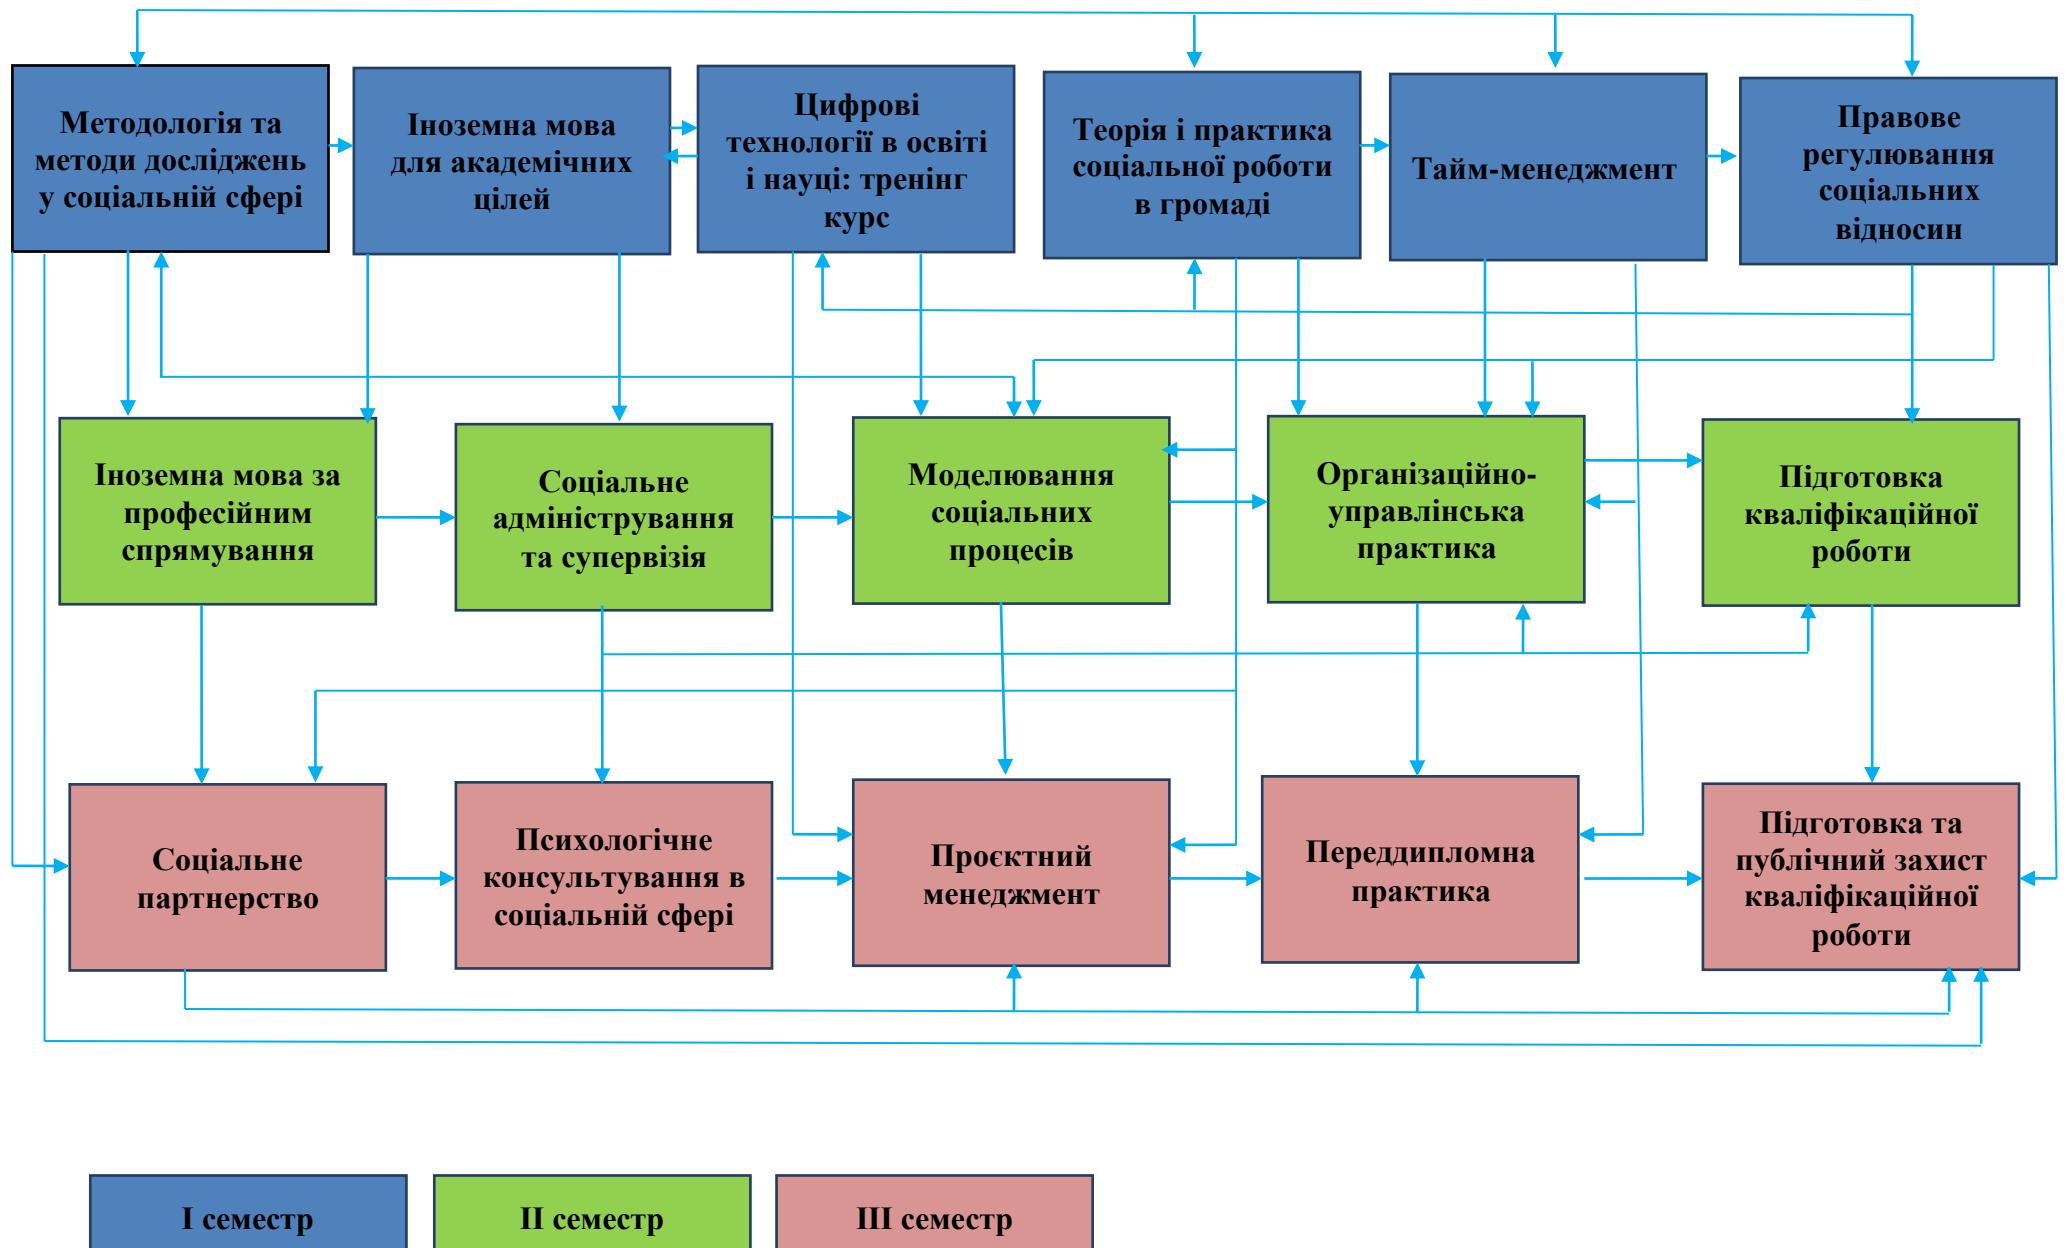 Методологія та
методи досліджень
у соціальній сфері
Іноземна мова
для академічних
цілей
Цифрові
технології в освіті
і науці: тренінг
курс
Теорія і практика
соціальної роботи
в громаді
Тайм-менеджмент
Правове
регулювання
соціальних
відносин
Іноземна мова за
професійним
спрямування
Соціальне
адміністрування
та супервізія
Моделювання
соціальних
процесів
Організаційно-
управлінська
практика
Підготовка
кваліфікаційної
роботи
Соціальне
партнерство
Психологічне
консультування в
соціальній сфері
Проєктний
менеджмент
Переддипломна
практика
Підготовка та
публічний захист
кваліфікаційної
роботи
І семестр
ІІ семестр
ІІІ семестр